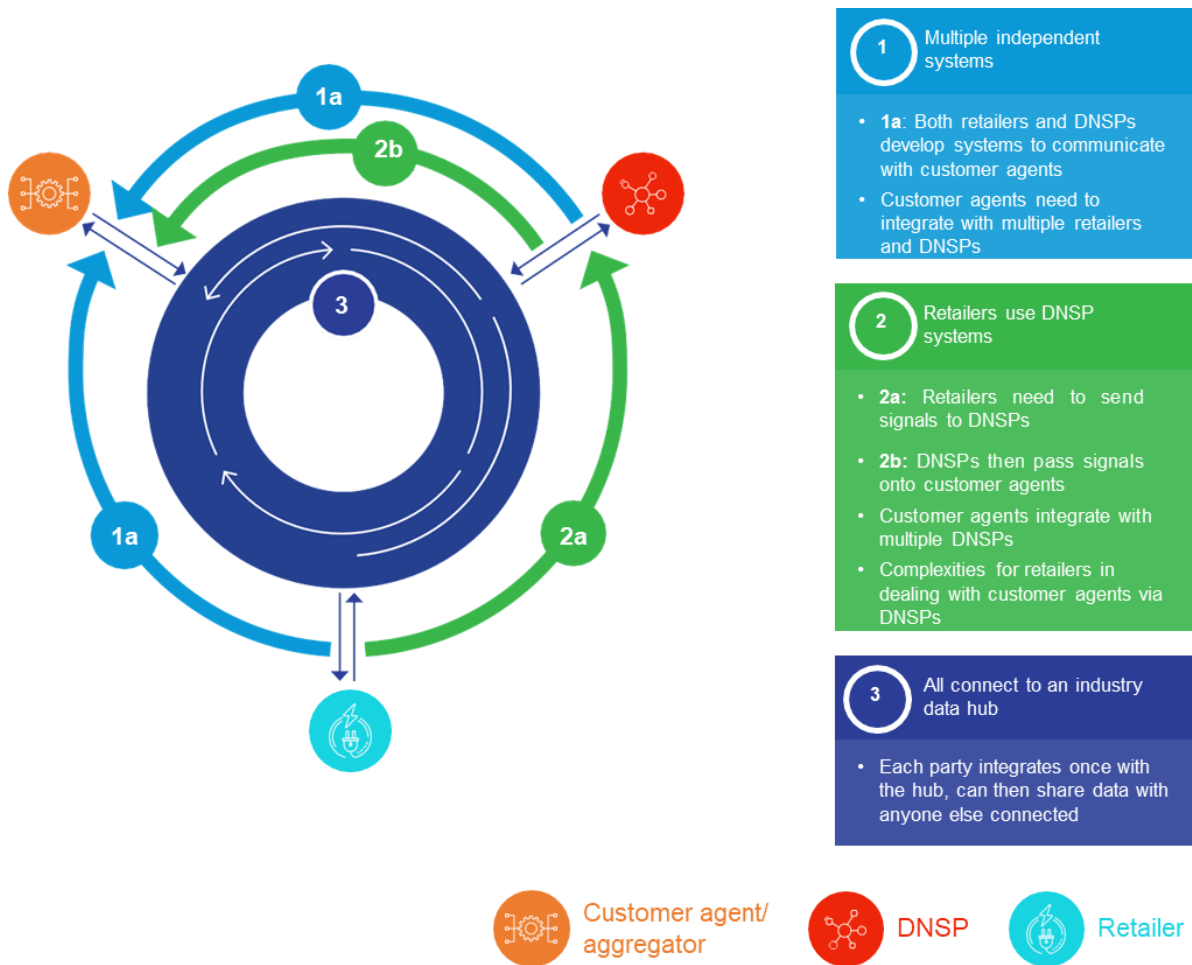 1a
2b
3
1a
2a
1
Multiple independent
systems
• 1a: Both retailers and DNSPs
develop systems to communicate
with customer agents
• Customer agents need to
integrate with multiple retailers
and DNSPs
2
Retailers use DNSP
systems
• 2a: Retailers need to send
signals to DNSPs
• 2b: DNSPs then pass signals
onto customer agents
• Customer agents integrate with
multiple DNSPs
• Complexities for retailers in
dealing with customer agents via
DNSPs
3
All connect to an industry
data hub
• Each party integrates once with
the hub, can then share data with
anyone else connected
Customer agent/
aggregator
DNSP
Retailer